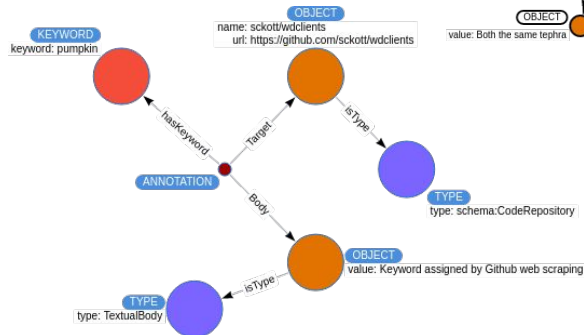 OBJECT
name: sckott/wdclients
url: https://github.com/sckott/wdclients
OBJECT
value: Both the same tephra
KEYWORD
keyword: pumpkin
hasKeyword
Target
isType
ANNOTATION
Body
TYPE
type: schema:CodeRepository
OBJECT
value: Keyword assigned by Github web scraping
isType
TYPE
type: TextualBody